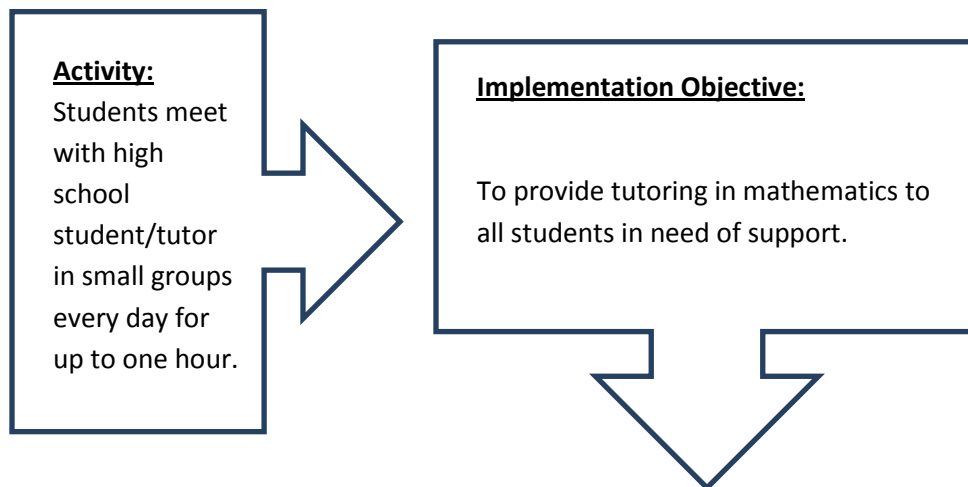 Activity:
Students meet
with high
school
student/tutor
in small groups
every day for
up to one hour.
Implementation Objective:
To provide tutoring in mathematics to
all students in need of support.